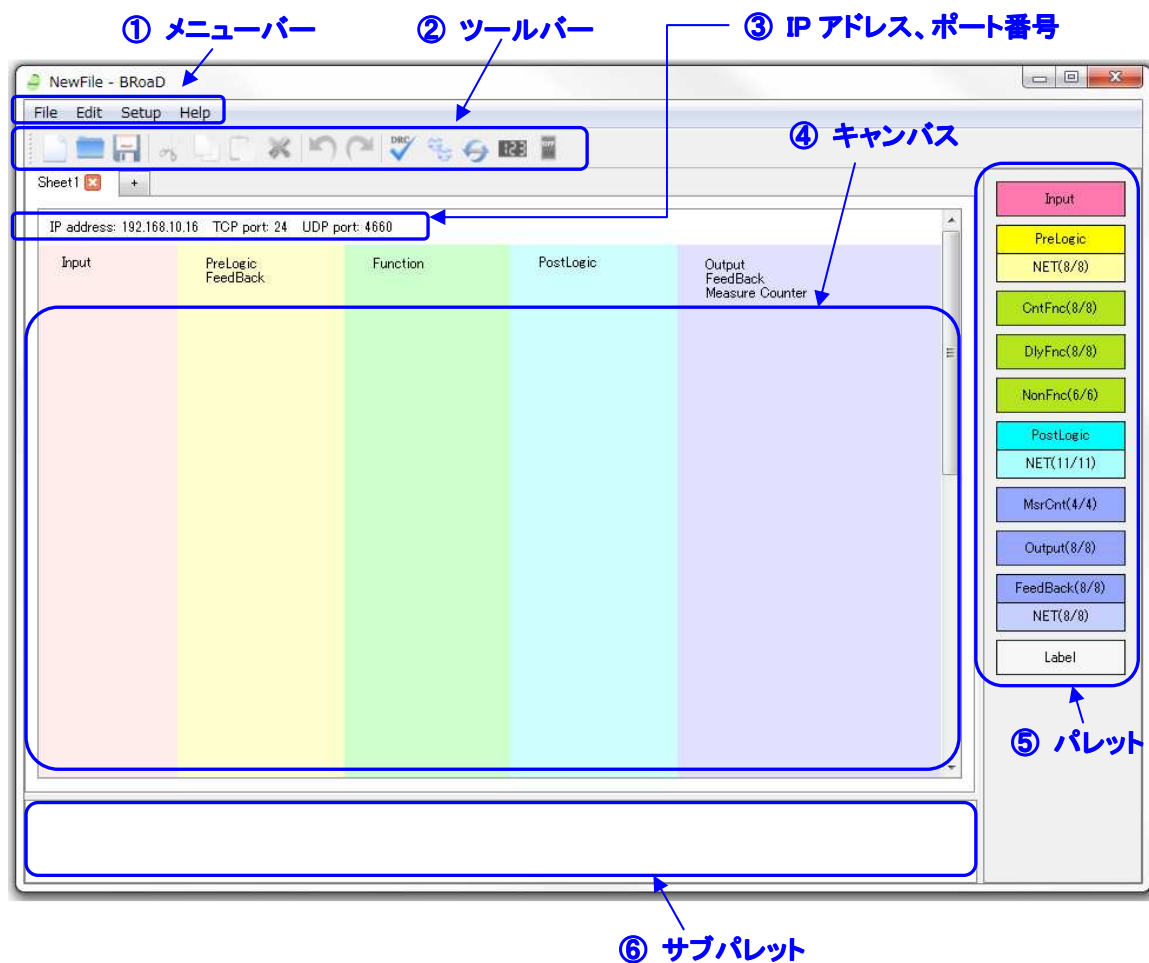 ① メニューバー
② ツールバー
③ IP アドレス、ポート番号
NewFile - BRoaD
File Edit Setup Help
DRC
123
④ キャンバス
Sheet1
+
IP address: 192.168.10.16 TCP port: 24 UDP port: 4660
Input
PreLogic
FeedBack
Function
PostLogic
Output
FeedBack
Measure Counter
Input
PreLogic
NET(8/8)
CntFnc(8/8)
DlyFnc(8/8)
NonFnc(6/6)
PostLogic
NET(11/11)
MsrCnt(4/4)
Output(8/8)
FeedBack(8/8)
NET(8/8)
Label
⑤ パレット
⑥ サブパレット